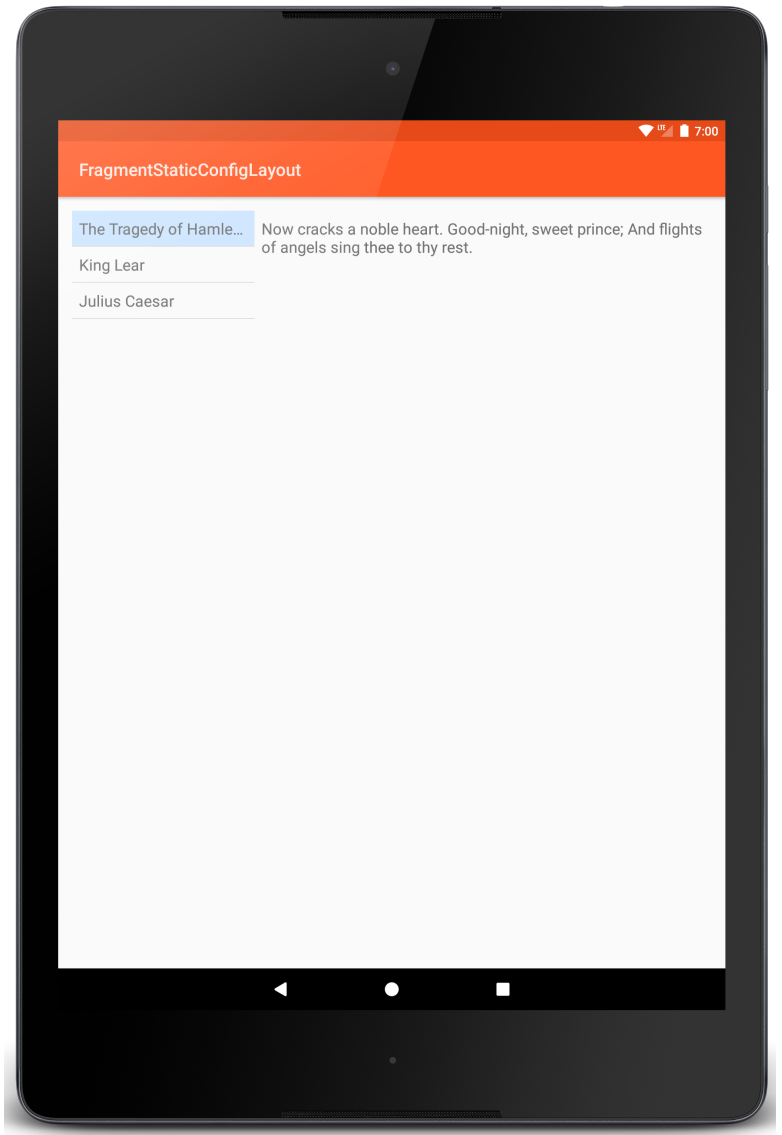 LTE 7:00
FragmentStaticConfigLayout
The Tragedy of Hamle...
King Lear
Julius Caesar
Now cracks a noble heart. Good-night, sweet prince; And flights
of angels sing thee to thy rest.